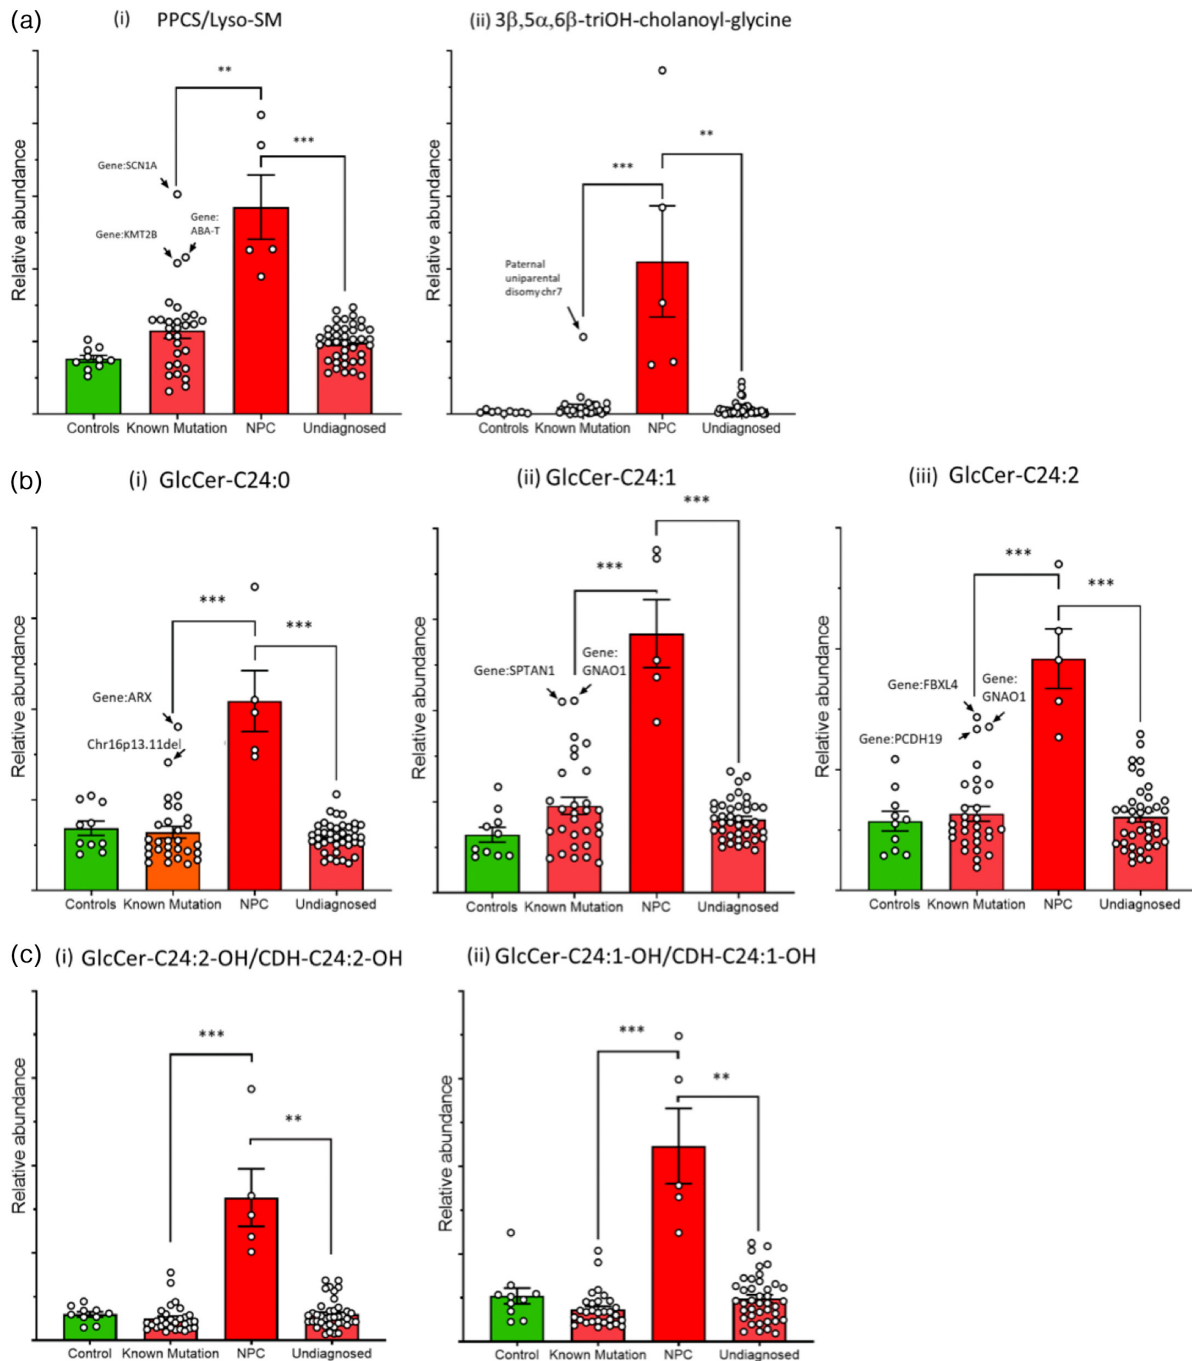 (a)
(i) PPCS/Lyso-SM
(ii) 3β,5α,6β-triOH-cholanoyl-glycine
Relative abundance
**
***
Gene:SCN1A
Gene:KMT2B
Gene:
ABA-T
Controls Known Mutation NPC Undiagnosed
Relative abundance
***
**
Paternal
uniparental
disomychr7
Controls Known Mutation NPC Undiagnosed
(b)
(i) GlcCer-C24:0
(ii) GlcCer-C24:1
(iii) GlcCer-C24:2
Relative abundance
***
***
Gene:ARX
Chr16p13.11del
Controls Known Mutation NPC Undiagnosed
Relative abundance
***
***
Gene:SPTAN1
Gene:
GNAO1
Controls Known Mutation NPC Undiagnosed
Relative abundance
***
***
Gene:FBXL4
Gene:
GNAO1
Gene:PCDH19
Controls Known Mutation NPC Undiagnosed
(c)
(i) GlcCer-C24:2-OH/CDH-C24:2-OH
(ii) GlcCer-C24:1-OH/CDH-C24:1-OH
Relative abundance
***
**
Control Known Mutation NPC Undiagnosed
Relative abundance
***
**
Control Known Mutation NPC Undiagnosed